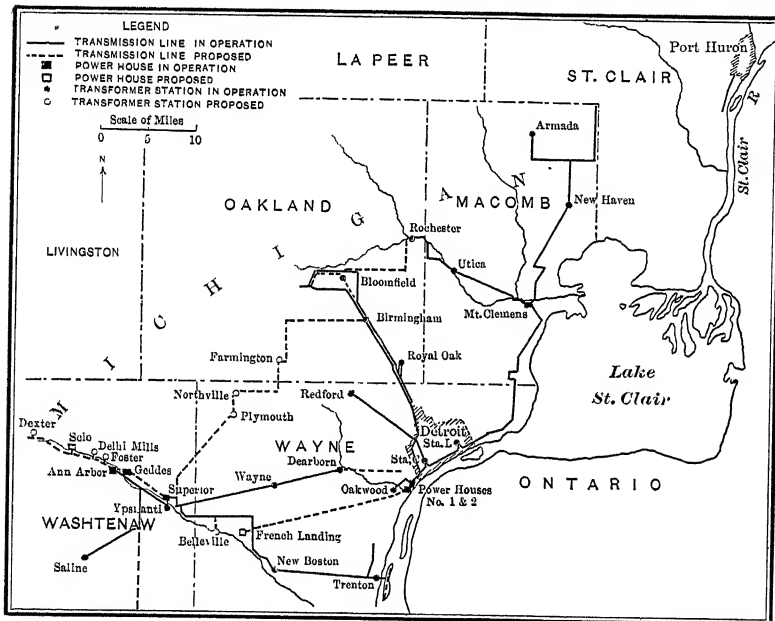 LEGEND
TRANSMISSION LINE IN OPERATION
TRANSMISSION LINE PROPOSED
POWER HOUSE IN OPERATION
POWER HOUSE PROPOSED
TRANSFORMER STATION IN OPERATION
TRANSFORMER STATION PROPOSED
Scale of Miles
0 5 10
N
LA PEER
ST. CLAIR
Port Huron
St. Clair R
Armada
MACOMB
New Haven
OAKLAND
MICHIGAN
LIVINGSTON
Rochester
Utica
Bloomfield
Mt. Clemens
Birmingham
Farmington
Royal Oak
Lake
St. Clair
Northville
Redford
Plymouth
Dexter
Scio
Delhi Mills
Foster
Detroit
Sta. L
WAYNE
Dearborn
Sta. C
Ann Arbor
Geddes
Wayne
Superior
Oakwood
Power Houses
No. 1 & 2
ONTARIO
Ypsilanti
WASHTENAW
Belleville
French Landing
Saline
New Boston
Trenton